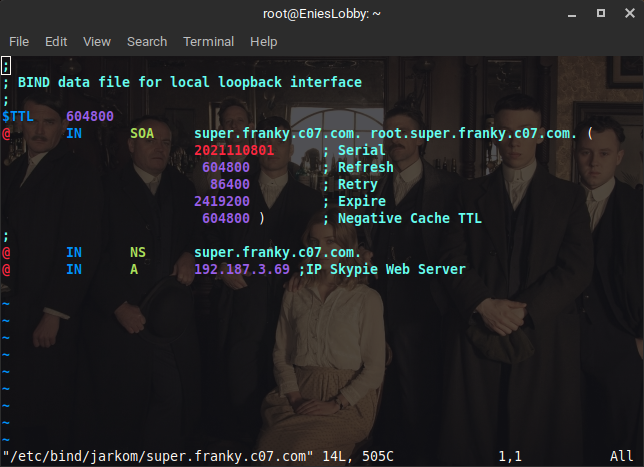 root@EniesLobby: ~
File Edit View Search Terminal Help
;
; BIND data file for local loopback interface
;
$TTL 604800
@ IN SOA super.franky.c07.com. root.super.franky.c07.com. (
2021110801 ; Serial
604800 ; Refresh
86400 ; Retry
2419200 ; Expire
604800 ) ; Negative Cache TTL
;
@ IN NS super.franky.c07.com.
@ IN A 192.187.3.69 ;IP Skypie Web Server
~
~
~
~
~
~
~
~
~
"/etc/bind/jarkom/super.franky.c07.com" 14L, 505C 1,1 All